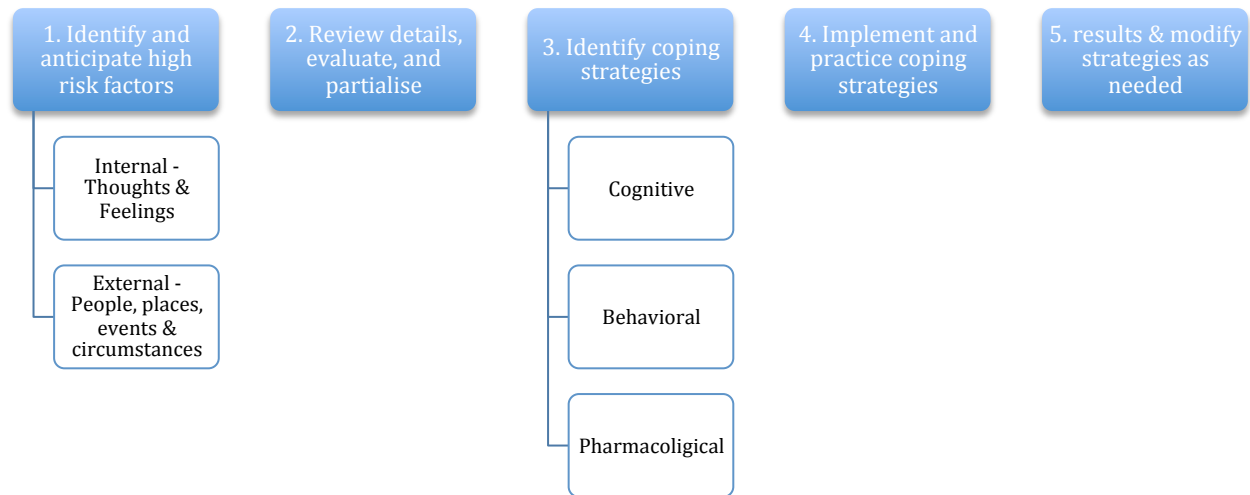 1. Identify and
anticipate high
risk factors
Internal -
Thoughts &
Feelings
External -
People, places,
events &
circumstances
2. Review details,
evaluate, and
partialise
3. Identify coping
strategies
Cognitive
Behavioral
Pharmacoligical
4. Implement and
practice coping
strategies
5. results & modify
strategies as
needed